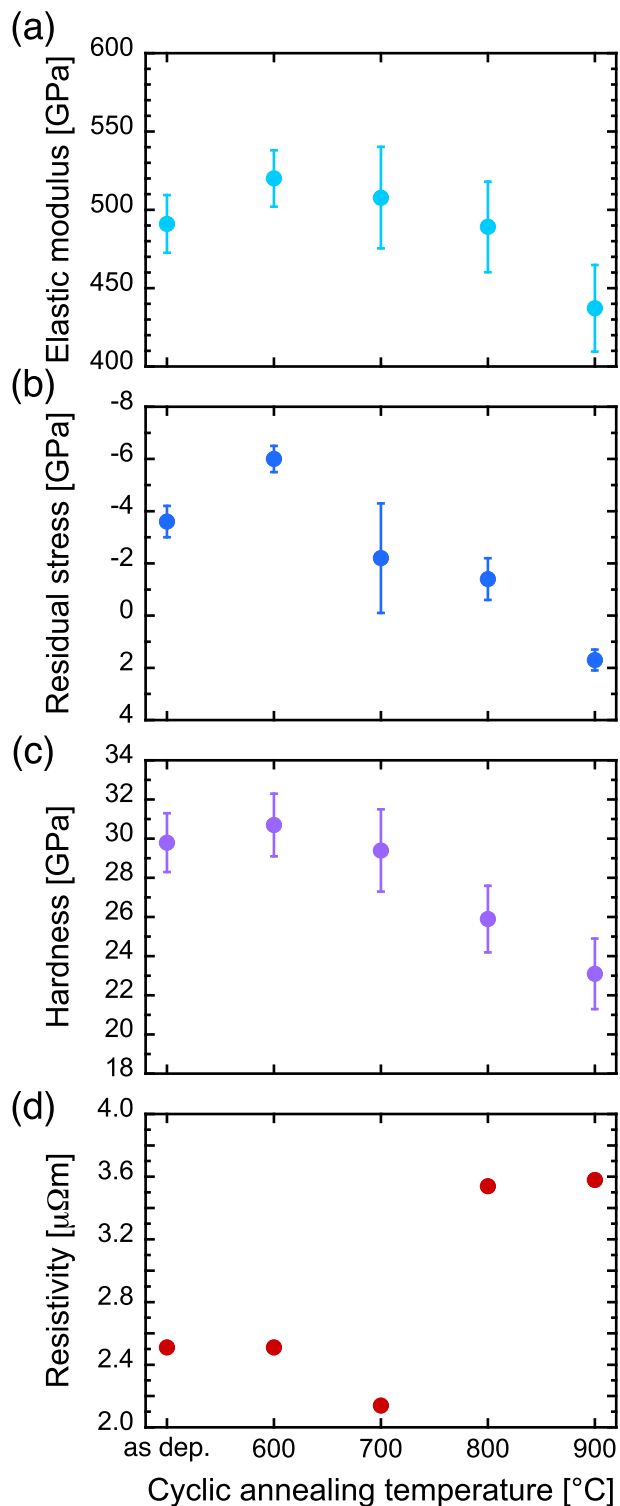 (a)
600
550
500
450
400
Elastic modulus [GPa]
(b)
-8
-6
-4
-2
0
2
4
Residual stress [GPa]
(c)
34
32
30
28
26
24
22
20
18
Hardness [GPa]
(d)
4.0
3.6
3.2
2.8
2.4
2.0
Resistivity [μΩm]
as dep. 600 700 800 900
Cyclic annealing temperature [°C]